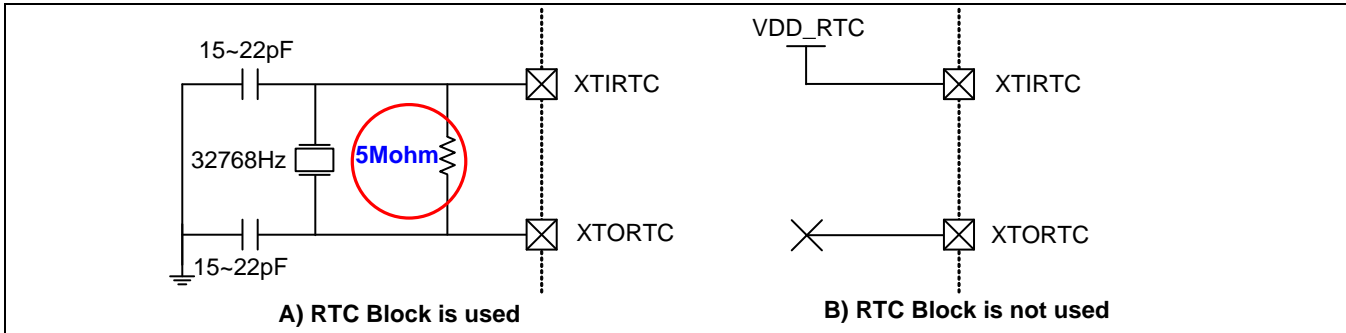 15~22pF
XTIRTC
32768Hz
5Mohm
XTORTC
15~22pF
A) RTC Block is used
VDD_RTC
XTIRTC
XTORTC
B) RTC Block is not used